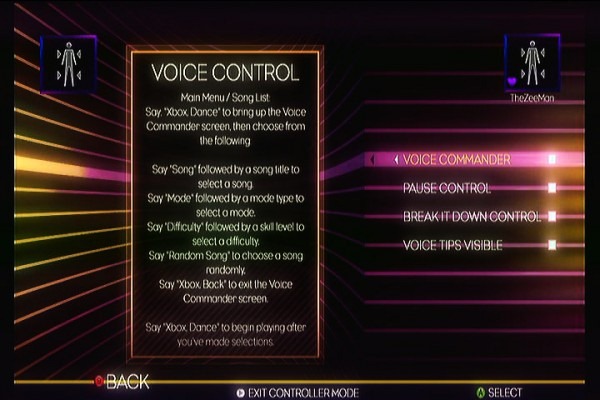 VOICE CONTROL
Main Menu / Song List:
Say, "Xbox, Dance" to bring up the Voice
Commander screen, then choose from
the following
Say "Song" followed by a song title to
select a song.
Say "Mode" followed by a mode type to
select a mode.
Say "Difficulty" followed by a skill level to
select a difficulty.
Say "Random Song" to choose a song
randomly.
Say "Xbox, Back" to exit the Voice
Commander screen.
Say "Xbox, Dance" to begin playing after
you've made selections.
TheZeeMan
VOICE COMMANDER
PAUSE CONTROL
BREAK IT DOWN CONTROL
VOICE TIPS VISIBLE
B BACK
EXIT CONTROLLER MODE
A SELECT